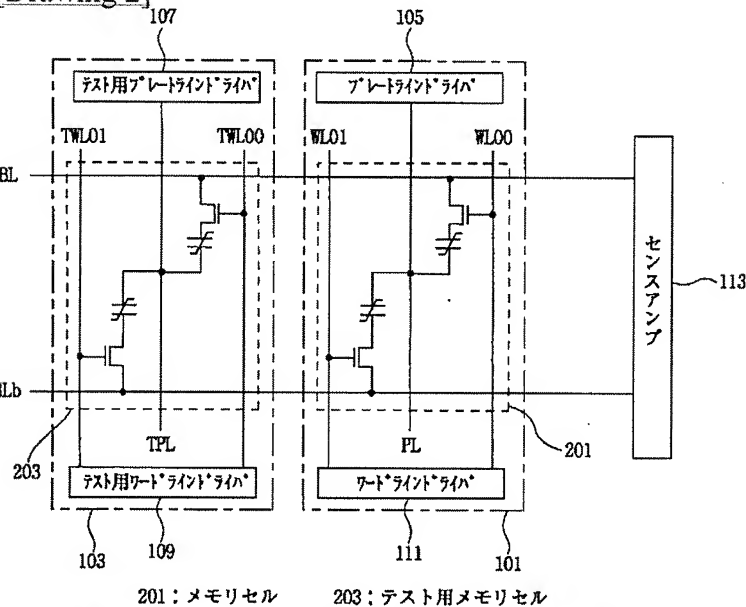 [Drawing 2]
107
105
テスト用プレートラインドライバ
プレートラインドライバ
TWL01
TWL00
WL01
WL00
BL
センスアンプ
113
BLb
203
TPL
PL
201
テスト用ワードラインドライバ
ワードラインドライバ
103
109
111
101
201:メモリセル
203:テスト用メモリセル